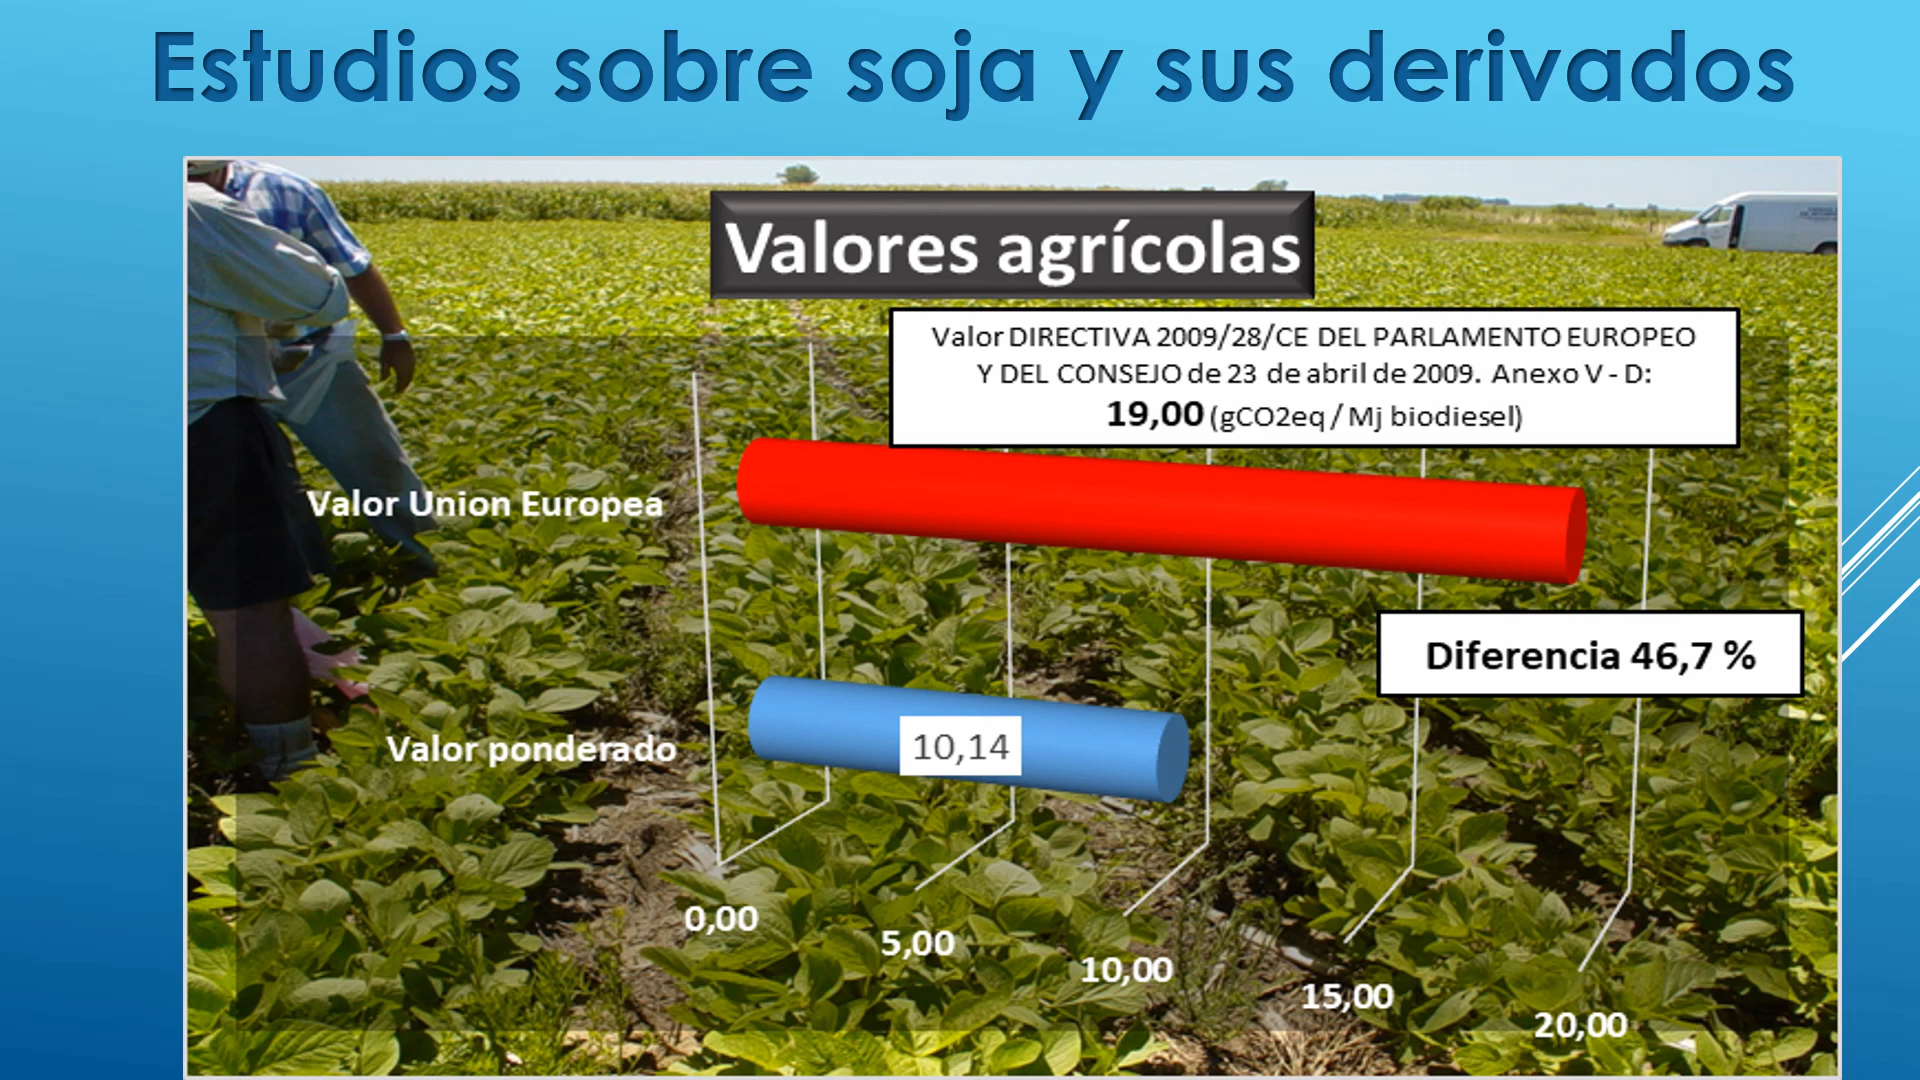 Estudios sobre soja y sus derivados
Valores agrícolas
Valor DIRECTIVA 2009/28/CE DEL PARLAMENTO EUROPEO
Y DEL CONSEJO de 23 de abril de 2009. Anexo V - D:
19,00 (gCO2eq / Mj biodiesel)
Valor Union Europea
Diferencia 46,7 %
Valor ponderado
10,14
0,00
5,00
10,00
15,00
20,00